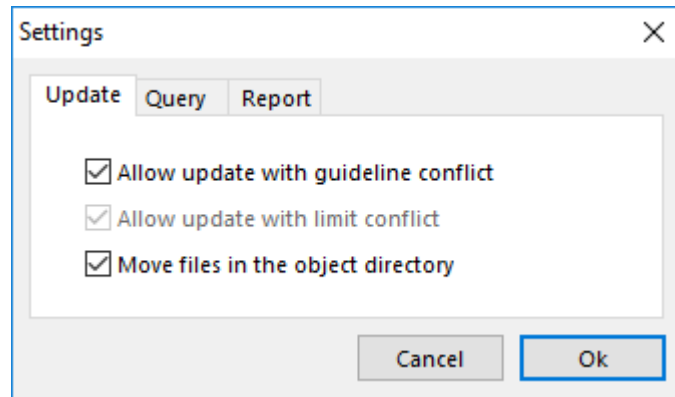 Settings
Update Query Report
Allow update with guideline conflict
Allow update with limit conflict
Move files in the object directory
Cancel Ok